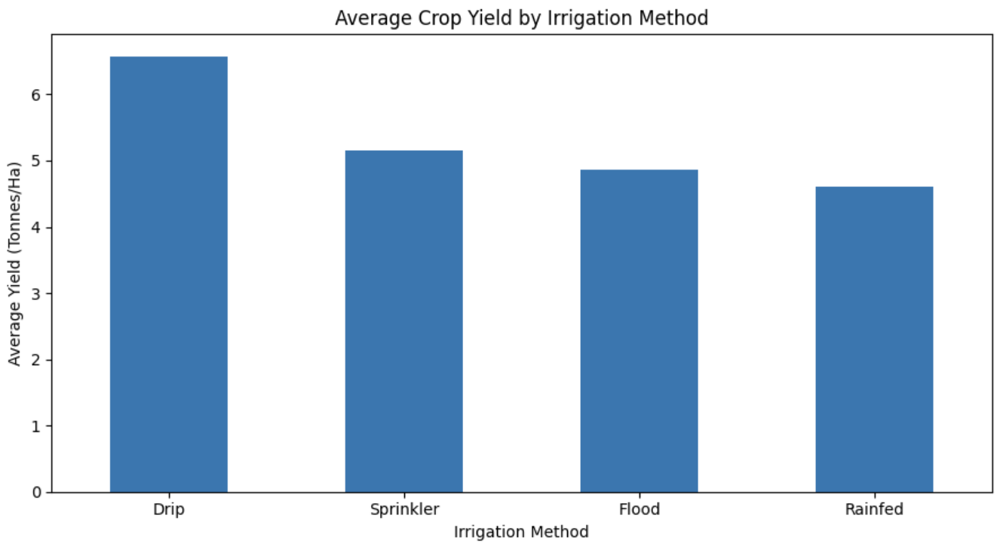 Average Crop Yield by Irrigation Method
Average Yield (Tonnes/Ha)
6
5
4
3
2
1
0
Drip Sprinkler Flood Rainfed
Irrigation Method